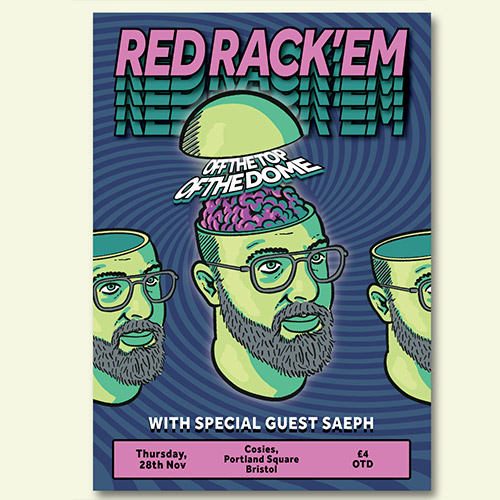 RED RACK'EM
OFF THE TOP
OF THE DOME
WITH SPECIAL GUEST SAEPH
Thursday,
28th Nov
Cosies,
Portland Square
Bristol
£4
OTD